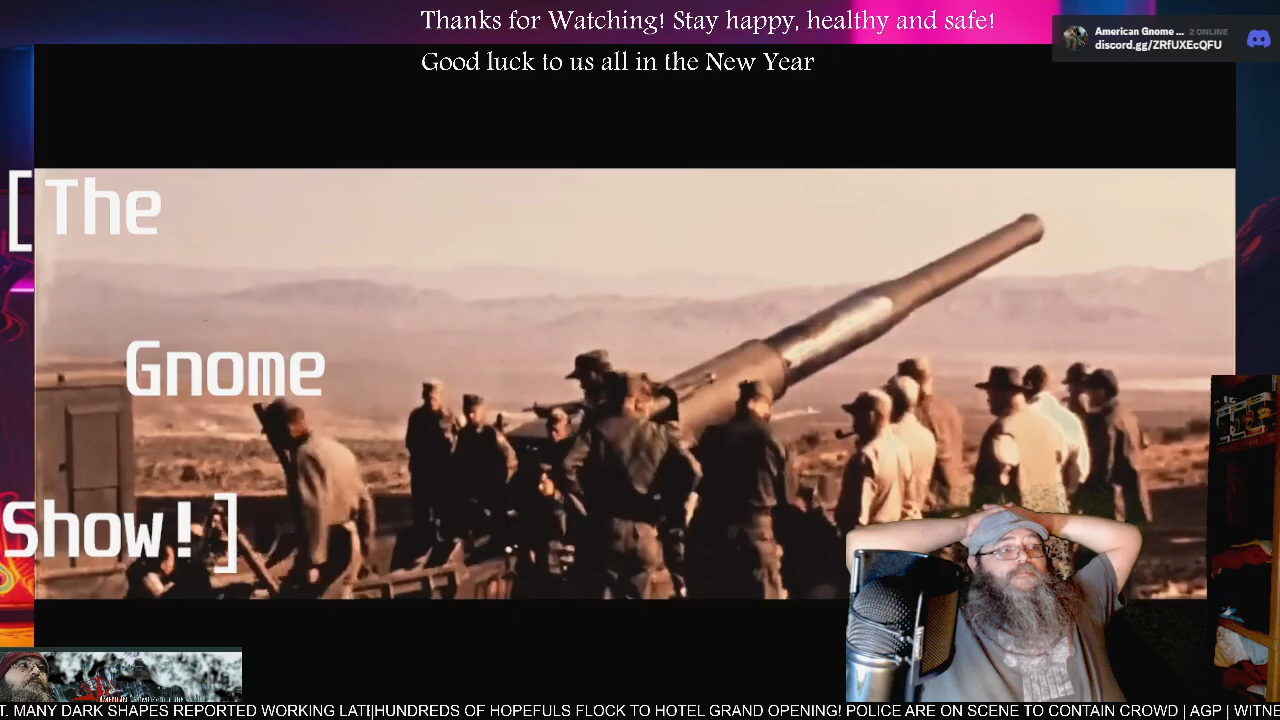 Thanks for Watching! Stay happy, healthy and safe!
Good luck to us all in the New Year
American Gnome ... 2 ONLINE
discord.gg/ZRfUXEcQFU
[The
Gnome
Show!]
T. MANY DARK SHAPES REPORTED WORKING LATI|HUNDREDS OF HOPEFULS FLOCK TO HOTEL GRAND OPENING! POLICE ARE ON SCENE TO CONTAIN CROWD | AGP | WITNE